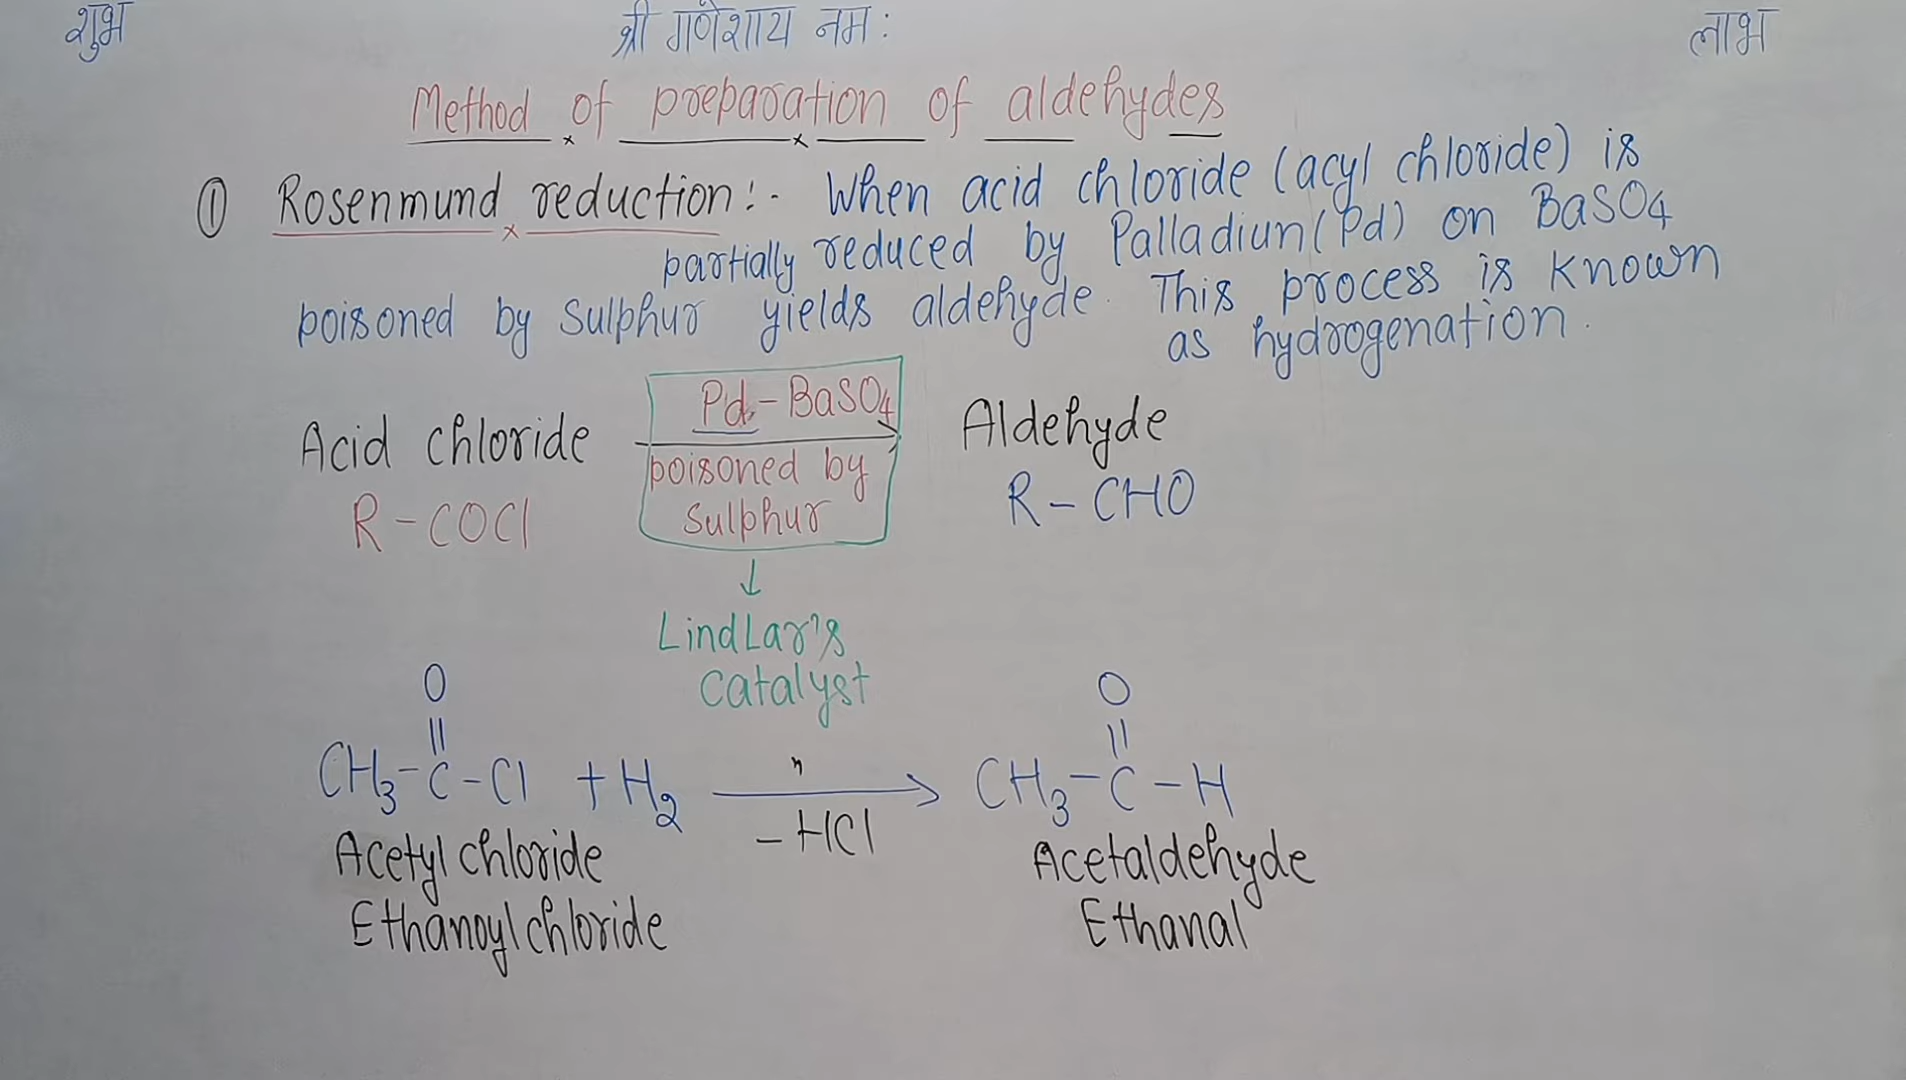 शुभ श्री गणेशाय नम: लाभ
Method of preparation of aldehydes
① Rosenmund reduction:- When acid chloride (acyl chloride) is
partially reduced by Palladiun(Pd) on BaSO4
poisoned by Sulphur yields aldehyde. This process is known
as hydrogenation.
Acid chloride Pd-BaSO4 Aldehyde
R-COCl poisoned by R-CHO
Sulphur
↓
LindLar's
Catalyst
O O
|| ||
CH3-C-Cl + H2 " → CH3-C-H
-HCl
Acetyl chloride Acetaldehyde
Ethanoyl chloride Ethanal